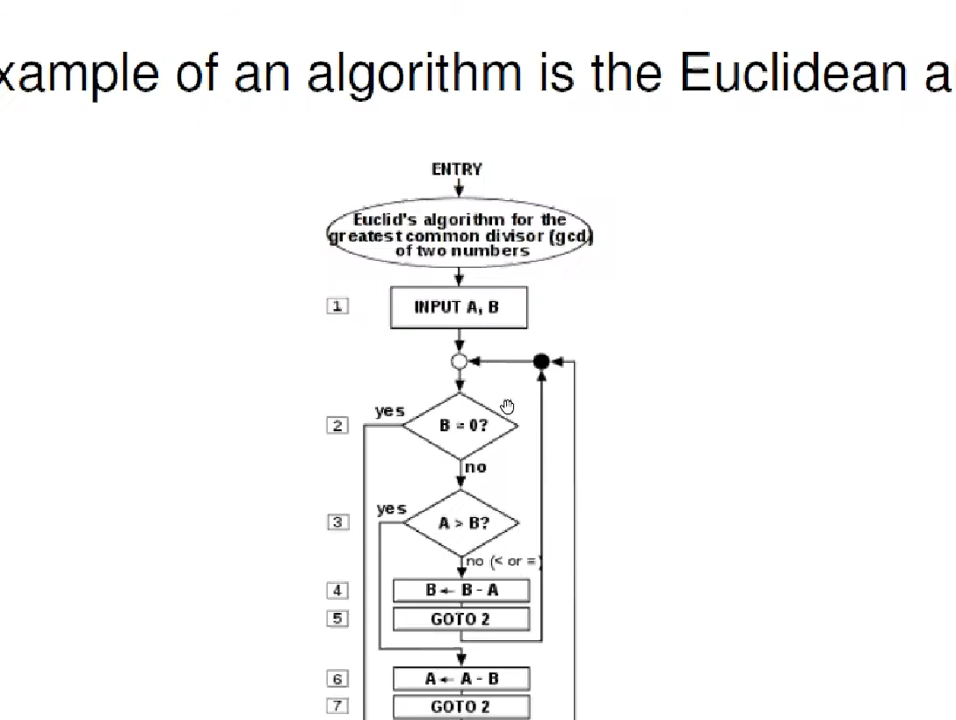 xample of an algorithm is the Euclidean a
ENTRY
Euclid's algorithm for the
greatest common divisor (gcd)
of two numbers
1
INPUT A, B
yes
2
B = 0?
no
yes
3
A > B?
no (< or =)
4
B ← B - A
5
GOTO 2
6
A ← A - B
7
GOTO 2